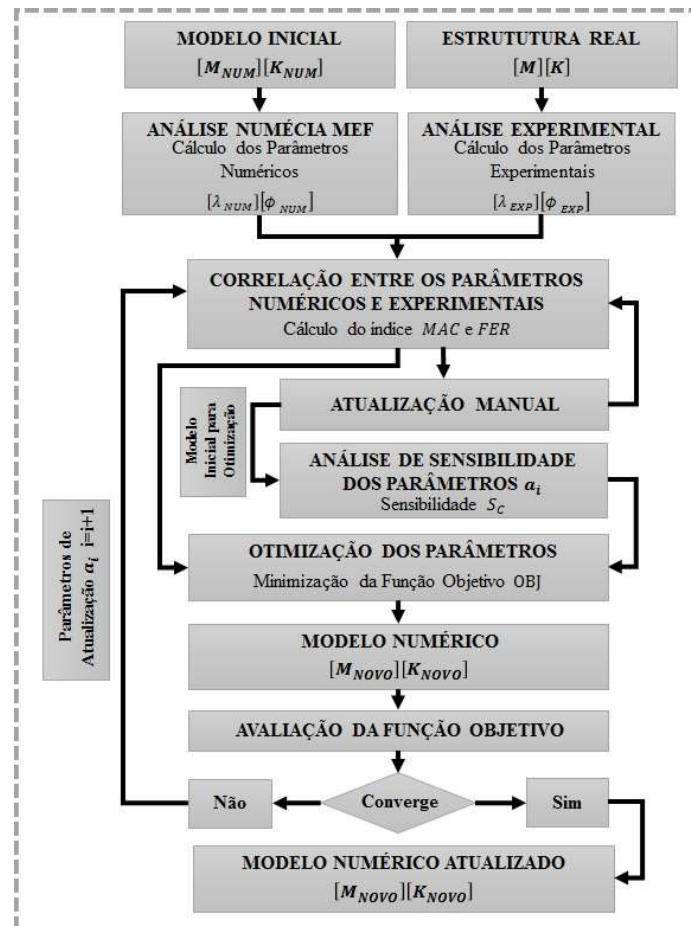 MODELO INICIAL
[M_NUM][K_NUM]
ESTRUTUTURA REAL
[M][K]
ANÁLISE NUMÉCIA MEF
Cálculo dos Parâmetros
Numéricos
[λ_NUM][ϕ_NUM]
ANÁLISE EXPERIMENTAL
Cálculo dos Parâmetros
Experimentais
[λ_EXP][ϕ_EXP]
CORRELAÇÃO ENTRE OS PARÂMETROS
NUMÉRICOS E EXPERIMENTAIS
Cálculo do índice MAC e FER
ATUALIZAÇÃO MANUAL
Modelo
Inicial para
Otimização
ANÁLISE DE SENSIBILIDADE
DOS PARÂMETROS a_i
Sensibilidade S_C
Parâmetros de
Atualização a_i i=i+1
OTIMIZAÇÃO DOS PARÂMETROS
Minimização da Função Objetivo OBJ
MODELO NUMÉRICO
[M_NOVO][K_NOVO]
AVALIAÇÃO DA FUNÇÃO OBJETIVO
Não
Converge
Sim
MODELO NUMÉRICO ATUALIZADO
[M_NOVO][K_NOVO]